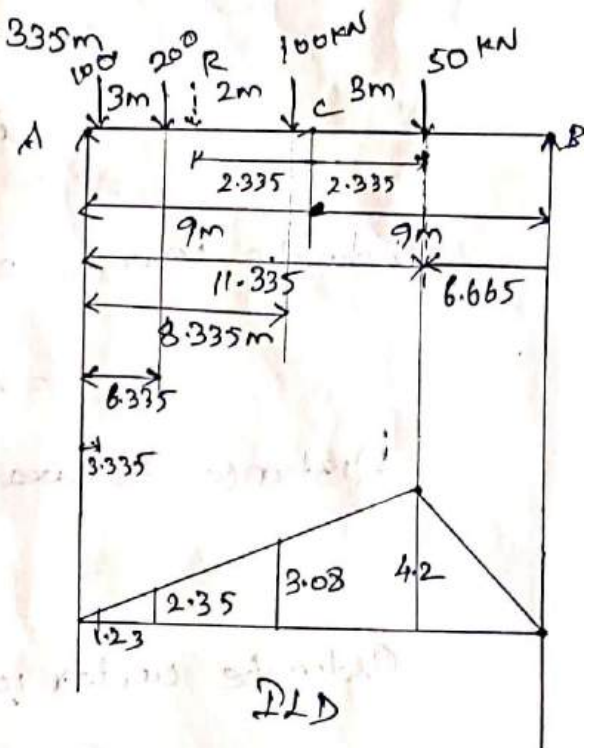 335m
100 200 R 100KN 50 KN
3m 2m C 3m
A B
2.335 2.335
9m 9m
11.335 6.665
8.335m
6.335
3.335
1.23 2.35 3.08 4.2
ILD